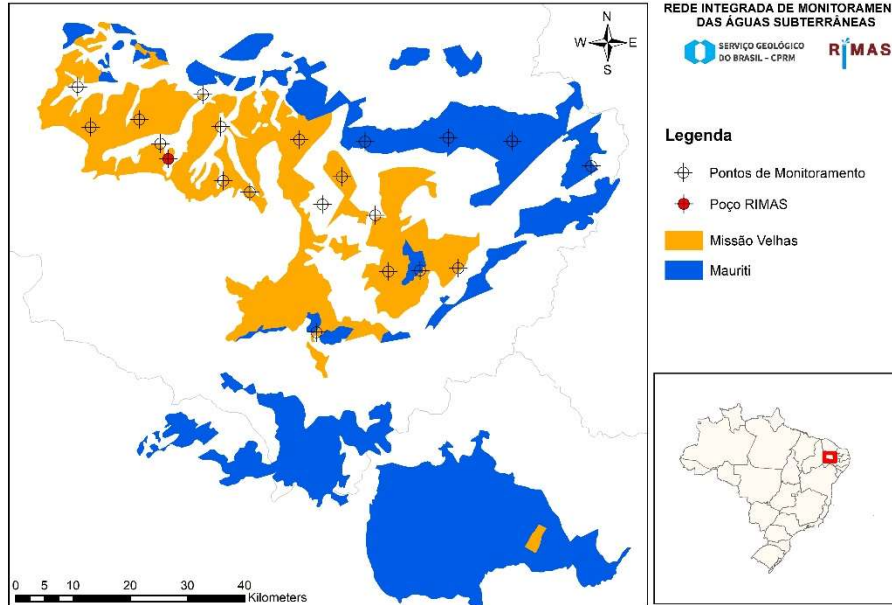 REDE INTEGRADA DE MONITORAMEN
DAS ÁGUAS SUBTERRÂNEAS
SERVIÇO GEOLÓGICO
DO BRASIL - CPRM
RIMAS
N
W E
S
Legenda
Pontos de Monitoramento
Poço RIMAS
Missão Velhas
Mauriti
0 5 10 20 30 40
Kilometers